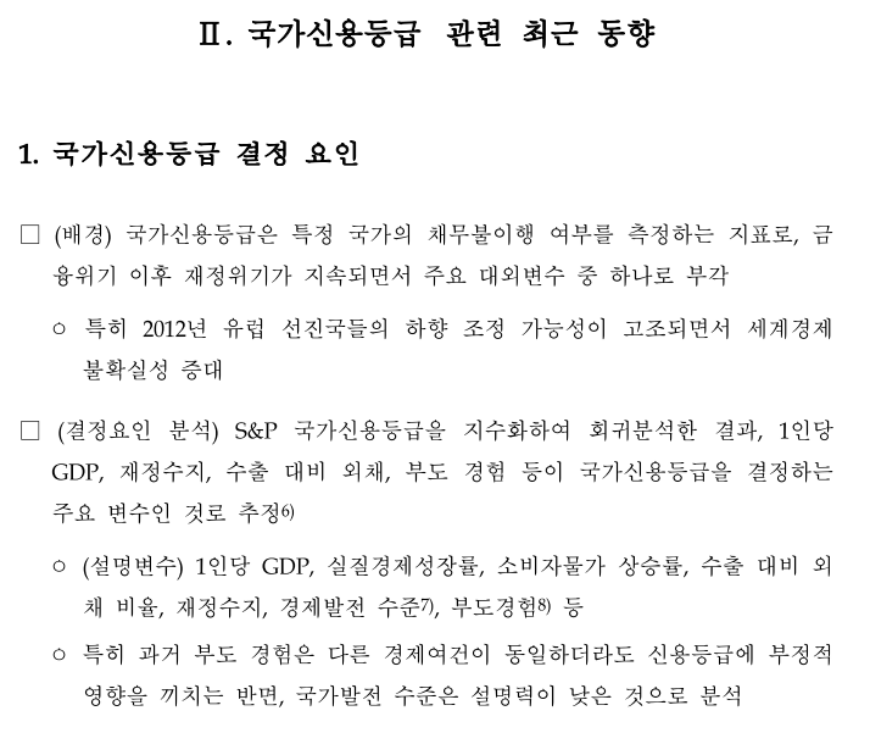 Ⅱ. 국가신용등급 관련 최근 동향
1. 국가신용등급 결정 요인
□ (배경) 국가신용등급은 특정 국가의 채무불이행 여부를 측정하는 지표로, 금
융위기 이후 재정위기가 지속되면서 주요 대외변수 중 하나로 부각
ㅇ 특히 2012년 유럽 선진국들의 하향 조정 가능성이 고조되면서 세계경제
불확실성 증대
□ (결정요인 분석) S&P 국가신용등급을 지수화하여 회귀분석한 결과, 1인당
GDP, 재정수지, 수출 대비 외채, 부도 경험 등이 국가신용등급을 결정하는
주요 변수인 것로 추정6)
ㅇ (설명변수) 1인당 GDP, 실질경제성장률, 소비자물가 상승률, 수출 대비 외
채 비율, 재정수지, 경제발전 수준7), 부도경험8) 등
ㅇ 특히 과거 부도 경험은 다른 경제여건이 동일하더라도 신용등급에 부정적
영향을 끼치는 반면, 국가발전 수준은 설명력이 낮은 것으로 분석